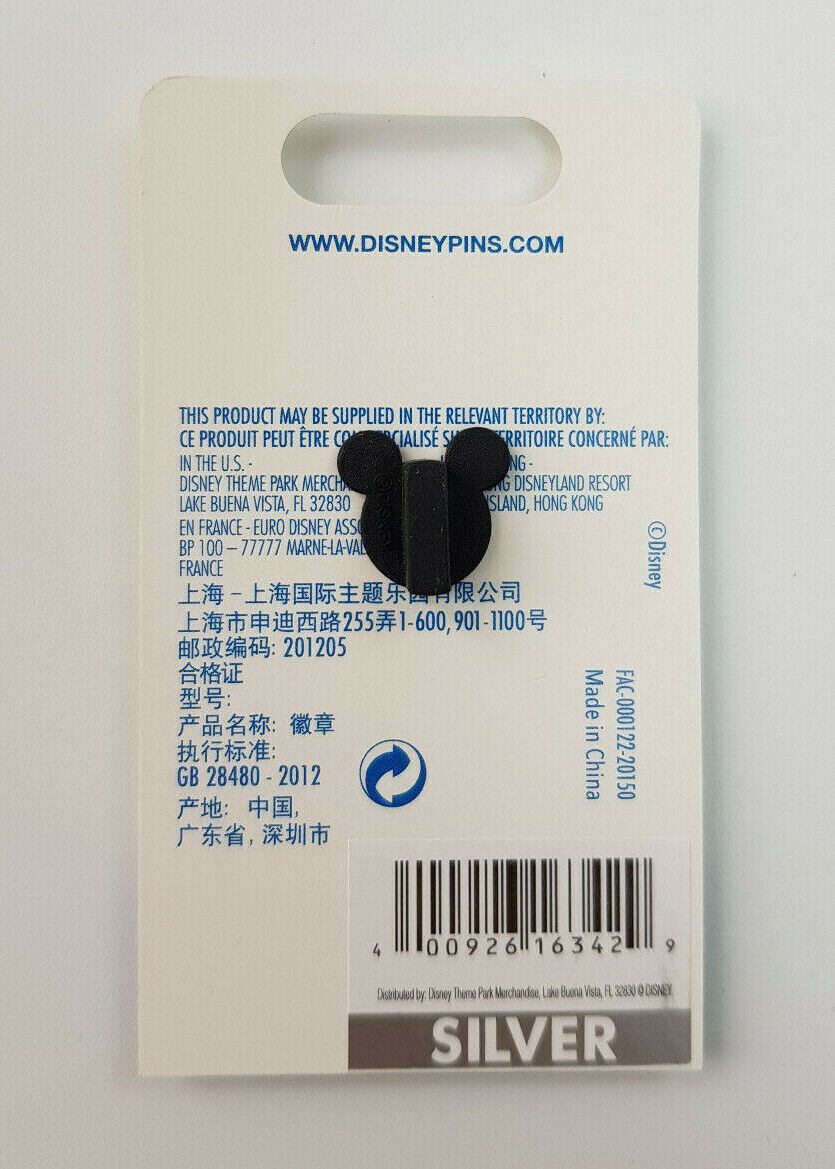 WWW.DISNEYPINS.COM
THIS PRODUCT MAY BE SUPPLIED IN THE RELEVANT TERRITORY BY:
CE PRODUIT PEUT ÊTRE TERRITOIRE CONCERNÉ PAR:
IN THE U.S. -
DISNEY THEME PARK DISNEYLAND RESORT
LAKE BUENA VISTA, FL 32830 HONG KONG
EN FRANCE - EURO DISNEY
BP 100 – 77777
FRANCE
上海 – 上海国际主题乐园有限公司
上海市申迪西路255弄1-600, 901-1100号
邮政编码: 201205
合格证
型号:
产品名称: 徽章
执行标准:
GB 28480 - 2012
产地: 中国,
广东省, 深圳市
©Disney
FAC-000122-20150
Made in China
4 00926 16342 9
Distributed by: Disney Theme Park Merchandise, Lake Buena Vista, FL 32830 © DISNEY
SILVER